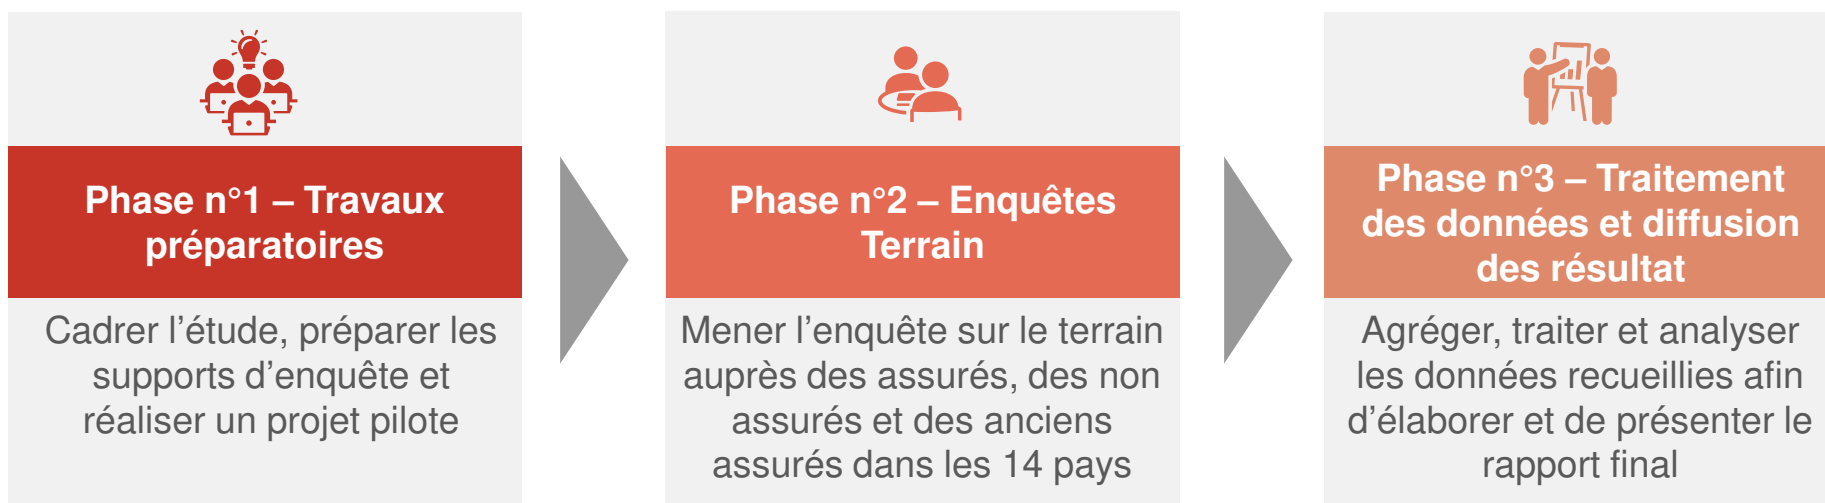 Phase n°1 – Travaux
préparatoires
Cadrer l’étude, préparer les
supports d’enquête et
réaliser un projet pilote
Phase n°2 – Enquêtes
Terrain
Mener l’enquête sur le terrain
auprès des assurés, des non
assurés et des anciens
assurés dans les 14 pays
Phase n°3 – Traitement
des données et diffusion
des résultat
Agréger, traiter et analyser
les données recueillies afin
d’élaborer et de présenter le
rapport final